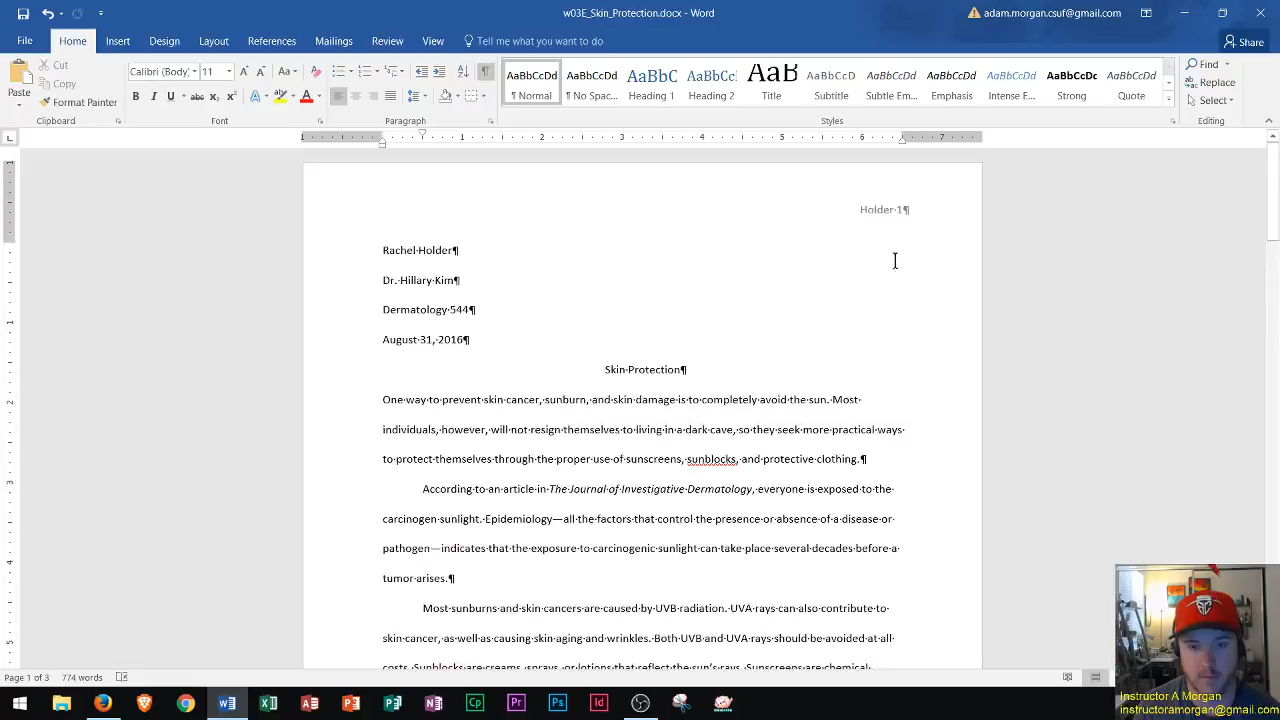 w03E_Skin_Protection.docx - Word
adam.morgan.csuf@gmail.com
File Home Insert Design Layout References Mailings Review View Tell me what you want to do
Share
Paste
Cut
Copy
Format Painter
Clipboard
Calibri (Body) 11
Font
Paragraph
AaBbCcDd AaBbCcDd AaBbC AaBbCc AaB AaBbCcD AaBbCcDd AaBbCcDd AaBbCcDd AaBbCcDc AaBbCcDd
¶ Normal ¶ No Spac... Heading 1 Heading 2 Title Subtitle Subtle Em... Emphasis Intense E... Strong Quote
Styles
Find
Replace
Select
Editing
1 1 2 3 4 5 6 7
Holder·1¶
Rachel·Holder¶
Dr.·Hillary·Kim¶
Dermatology·544¶
August·31,·2016¶
Skin·Protection¶
One·way·to·prevent·skin·cancer,·sunburn,·and·skin·damage·is·to·completely·avoid·the·sun.·Most·
individuals,·however,·will·not·resign·themselves·to·living·in·a·dark·cave,·so·they·seek·more·practical·ways·
to·protect·themselves·through·the·proper·use·of·sunscreens,·sunblocks,·and·protective·clothing.¶
According·to·an·article·in·The·Journal·of·Investigative·Dermatology,·everyone·is·exposed·to·the·
carcinogen·sunlight.·Epidemiology—all·the·factors·that·control·the·presence·or·absence·of·a·disease·or·
pathogen—indicates·that·the·exposure·to·carcinogenic·sunlight·can·take·place·several·decades·before·a·
tumor·arises.¶
Most·sunburns·and·skin·cancers·are·caused·by·UVB·radiation.·UVA·rays·can·also·contribute·to·
skin·cancer,·as·well·as·causing·skin·aging·and·wrinkles.·Both·UVB·and·UVA·rays·should·be·avoided·at·all·
costs.·Sunblocks·are·creams,·sprays,·or·lotions·that·reflect·the·sun's·rays.·Sunscreens·are·chemical·
Page 1 of 3 774 words
Instructor A Morgan
instructoramorgan@gmail.com